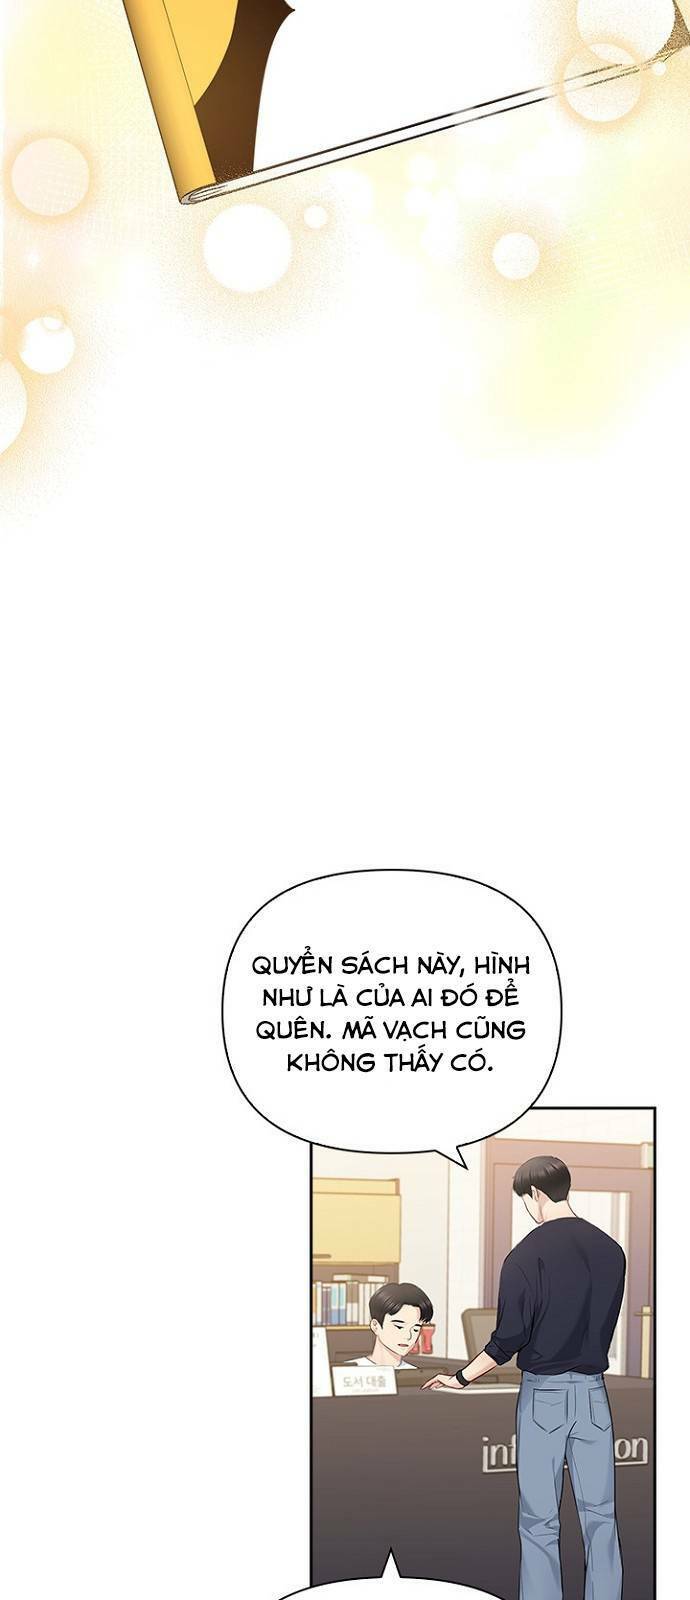 QUYỂN SÁCH NÀY, HÌNH
NHƯ LÀ CỦA AI ĐÓ ĐỂ
QUÊN. MÃ VẠCH CŨNG
KHÔNG THẤY CÓ.
도서 대출